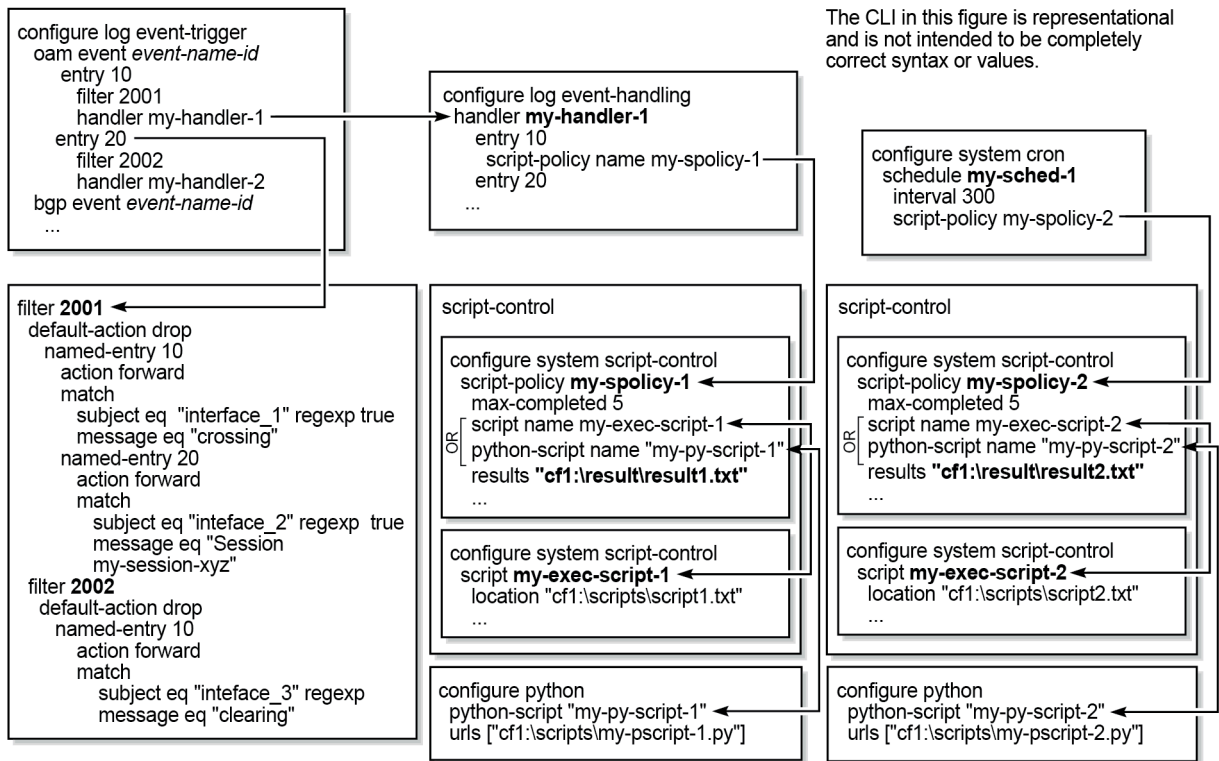 configure log event-trigger
oam event event-name-id
entry 10
filter 2001
handler my-handler-1
entry 20
filter 2002
handler my-handler-2
bgp event event-name-id
...
configure log event-handling
handler my-handler-1
entry 10
script-policy name my-spolicy-1
entry 20
...
The CLI in this figure is representational
and is not intended to be completely
correct syntax or values.
configure system cron
schedule my-sched-1
interval 300
script-policy my-spolicy-2
filter 2001
default-action drop
named-entry 10
action forward
match
subject eq "interface_1" regexp true
message eq "crossing"
named-entry 20
action forward
match
subject eq "inteface_2" regexp  true
message eq "Session
my-session-xyz"
filter 2002
default-action drop
named-entry 10
action forward
match
subject eq "inteface_3" regexp
message eq "clearing"
script-control
configure system script-control
script-policy my-spolicy-1
max-completed 5
OR
script name my-exec-script-1
python-script name "my-py-script-1"
results "cf1:\result\result1.txt"
...
configure system script-control
script my-exec-script-1
location "cf1:\scripts\script1.txt"
...
configure python
python-script "my-py-script-1"
urls ["cf1:\scripts\my-pscript-1.py"]
script-control
configure system script-control
script-policy my-spolicy-2
max-completed 5
OR
script name my-exec-script-2
python-script name "my-py-script-2"
results "cf1:\result\result2.txt"
...
configure system script-control
script my-exec-script-2
location "cf1:\scripts\script2.txt"
...
configure python
python-script "my-py-script-2"
urls ["cf1:\scripts\my-pscript-2.py"]